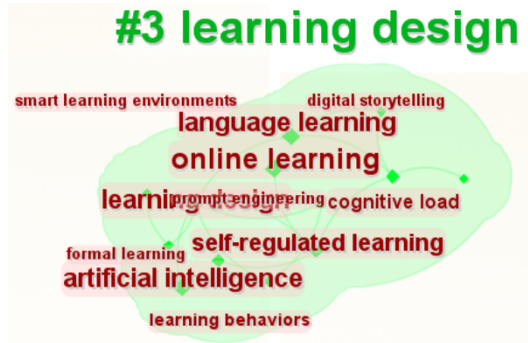 #3 learning design
smart learning environments
digital storytelling
language learning
online learning
learning design
prompt engineering
cognitive load
self-regulated learning
formal learning
artificial intelligence
learning behaviors